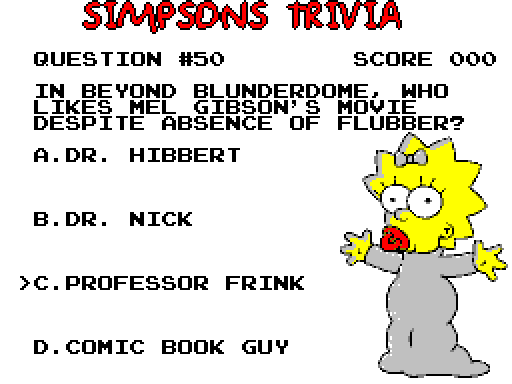 SIMPSONS TRIVIA
QUESTION #50 SCORE 000
IN BEYOND BLUNDERDOME, WHO
LIKES MEL GIBSON'S MOVIE
DESPITE ABSENCE OF FLUBBER?
A.DR. HIBBERT
B.DR. NICK
>C.PROFESSOR FRINK
D.COMIC BOOK GUY